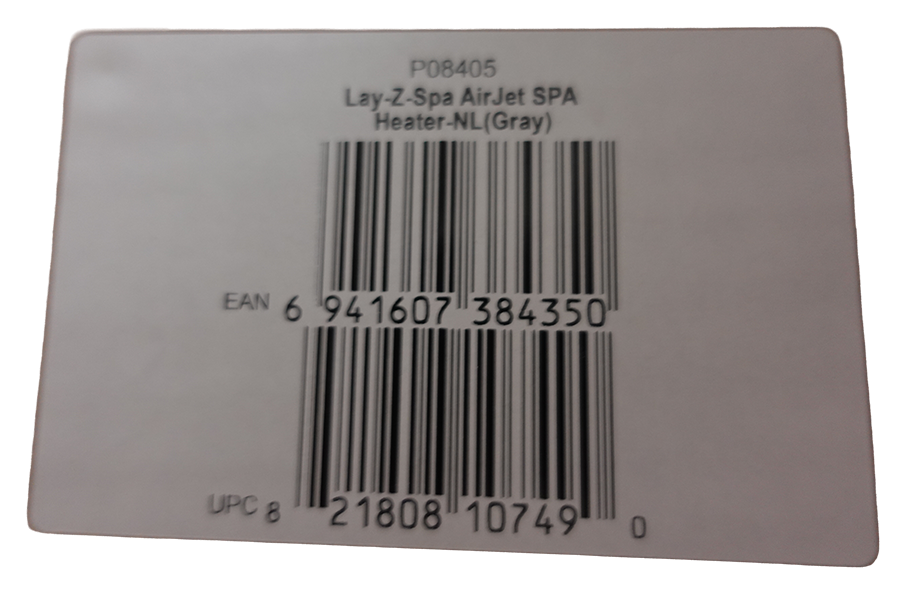 P08405
Lay-Z-Spa AirJet SPA
Heater-NL(Gray)
EAN 6 941607 384350
UPC 8 21808 10749 0